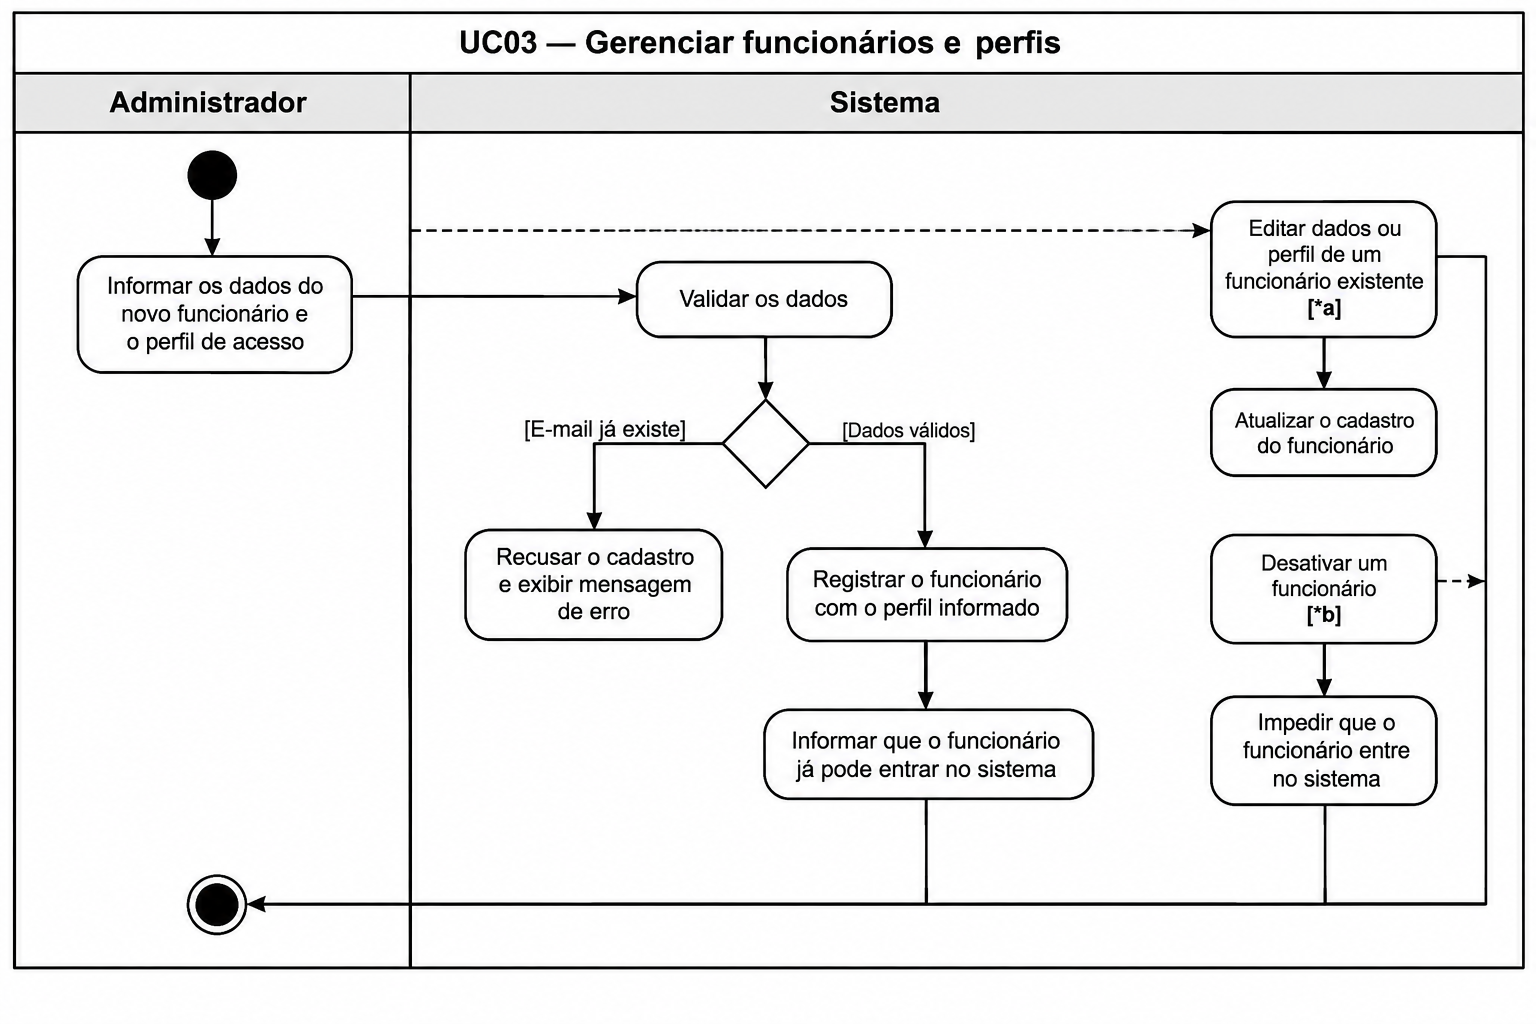 UC03 — Gerenciar funcionários e perfis
Administrador
Sistema
Informar os dados do
novo funcionário e
o perfil de acesso
Validar os dados
[E-mail já existe]
[Dados válidos]
Recusar o cadastro
e exibir mensagem
de erro
Registrar o funcionário
com o perfil informado
Informar que o funcionário
já pode entrar no sistema
Editar dados ou
perfil de um
funcionário existente
[*a]
Atualizar o cadastro
do funcionário
Desativar um
funcionário
[*b]
Impedir que o
funcionário entre
no sistema